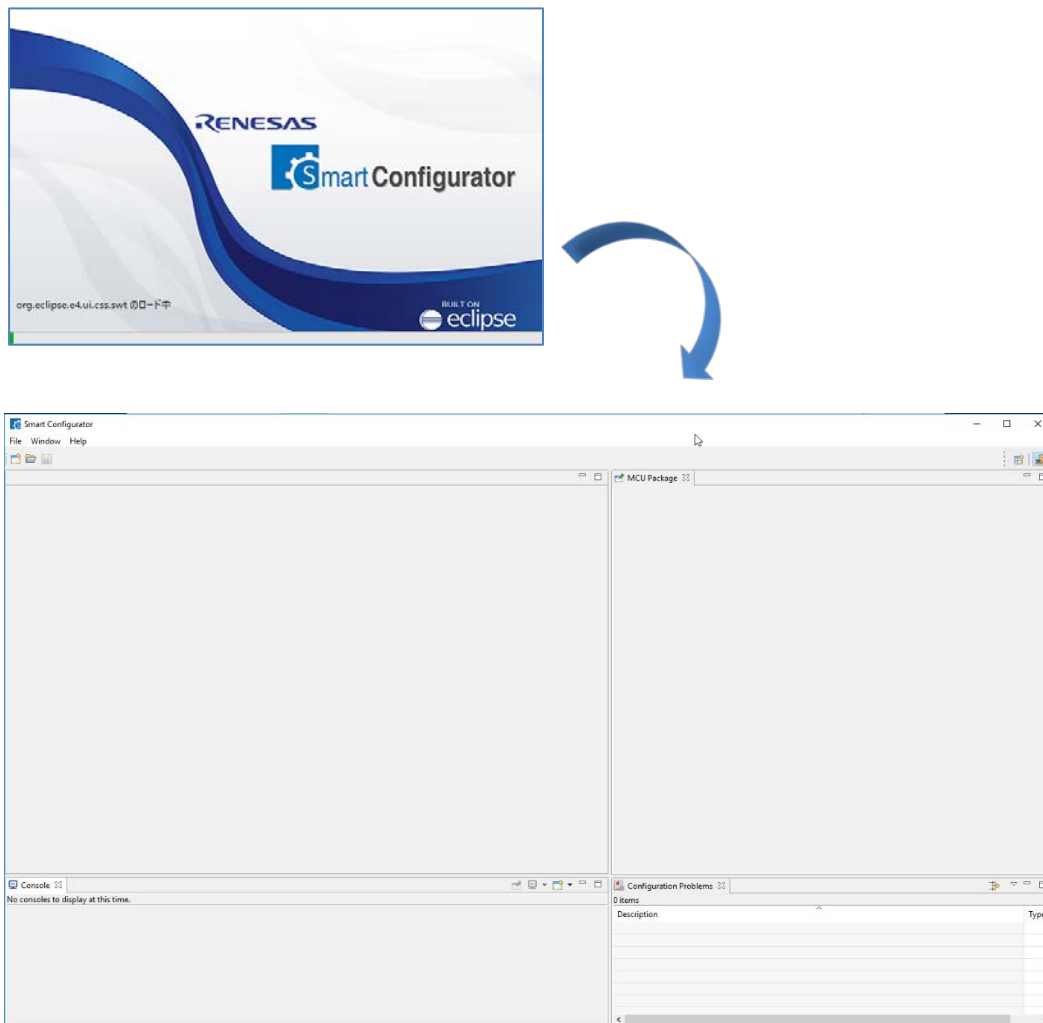 RENESAS
Smart Configurator
org.eclipse.e4.ui.css.swt のロード中
BUILT ON
eclipse
Smart Configurator
File Window Help
MCU Package
Console
No consoles to display at this time.
Configuration Problems
0 items
Description
Type